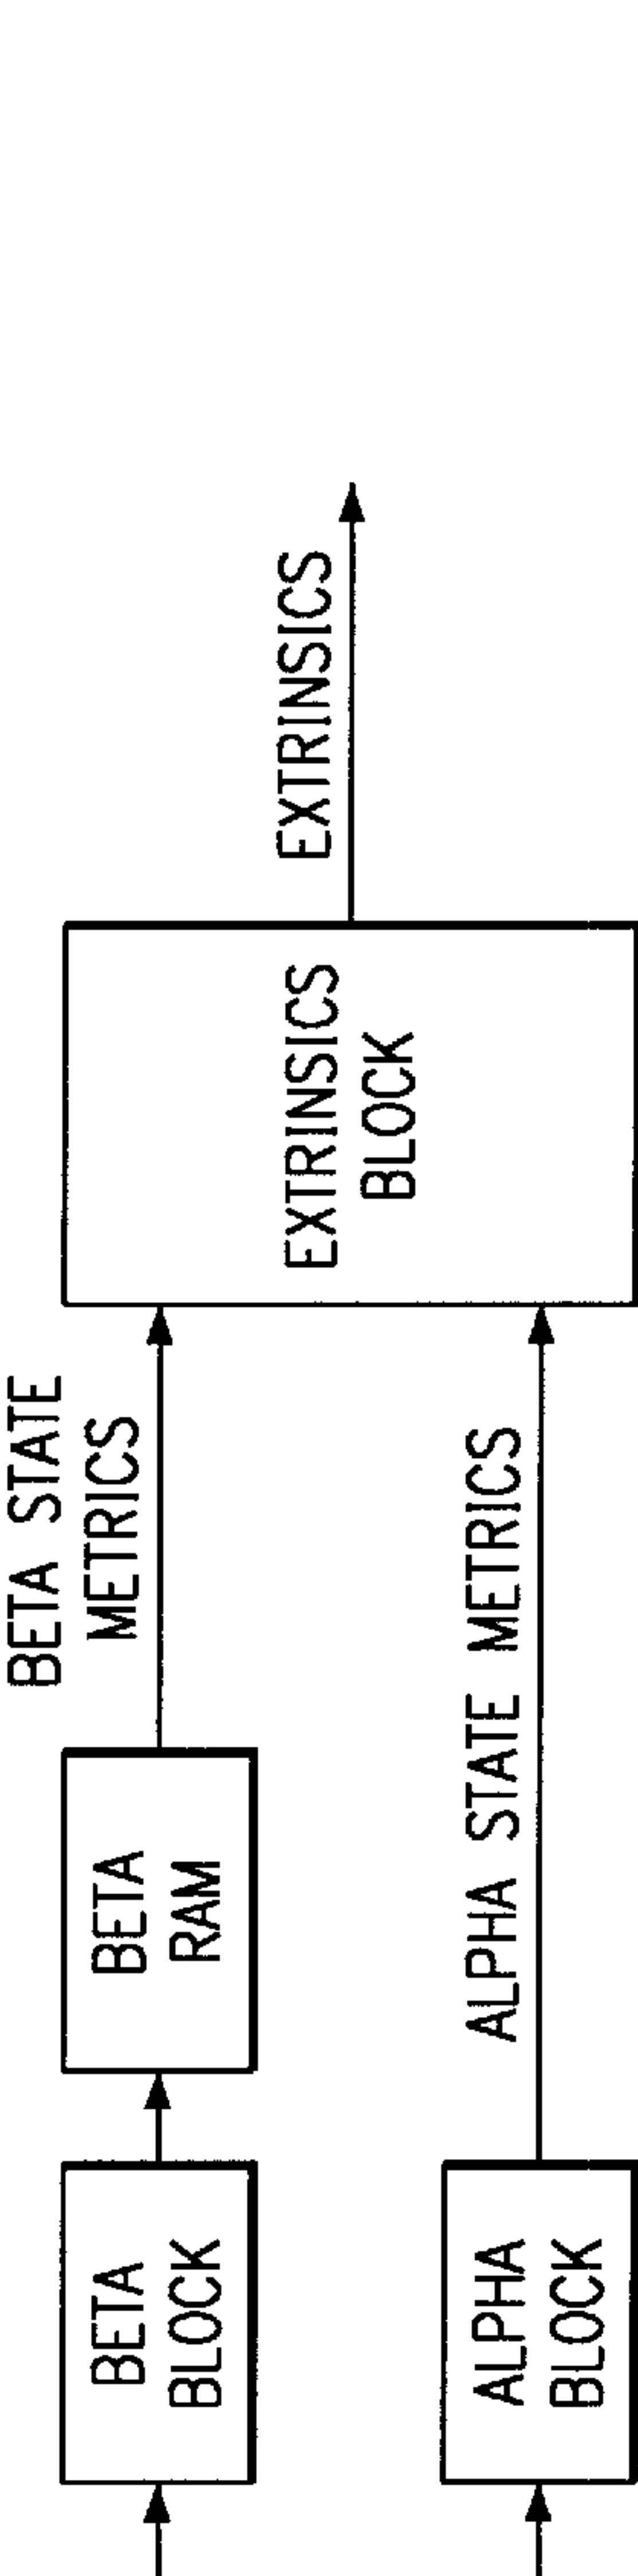 BETA
BLOCK
BETA
RAM
BETA STATE
METRICS
ALPHA
BLOCK
ALPHA STATE METRICS
EXTRINSICS
BLOCK
EXTRINSICS